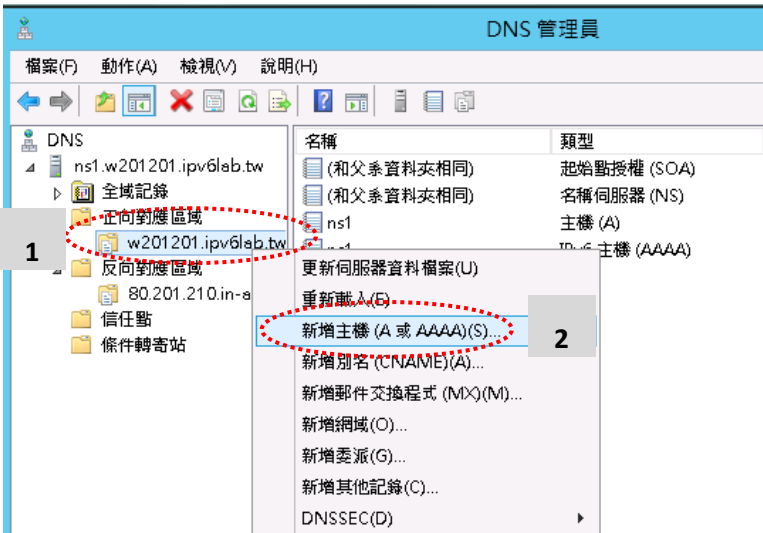 DNS 管理員
檔案(F) 動作(A) 檢視(V) 說明(H)
DNS
ns1.w201201.ipv6lab.tw
全域記錄
正向對應區域
w201201.ipv6lab.tw
反向對應區域
80.201.210.in-a
信任點
條件轉寄站
1
名稱 類型
(和父系資料夾相同) 起始點授權 (SOA)
(和父系資料夾相同) 名稱伺服器 (NS)
ns1 主機 (A)
ns1 IPv6 主機 (AAAA)
更新伺服器資料檔案(U)
重新載入(E)
新增主機 (A 或 AAAA)(S)...
2
新增別名 (CNAME)(A)...
新增郵件交換程式 (MX)(M)...
新增網域(O)...
新增委派(G)...
新增其他記錄(C)...
DNSSEC(D)